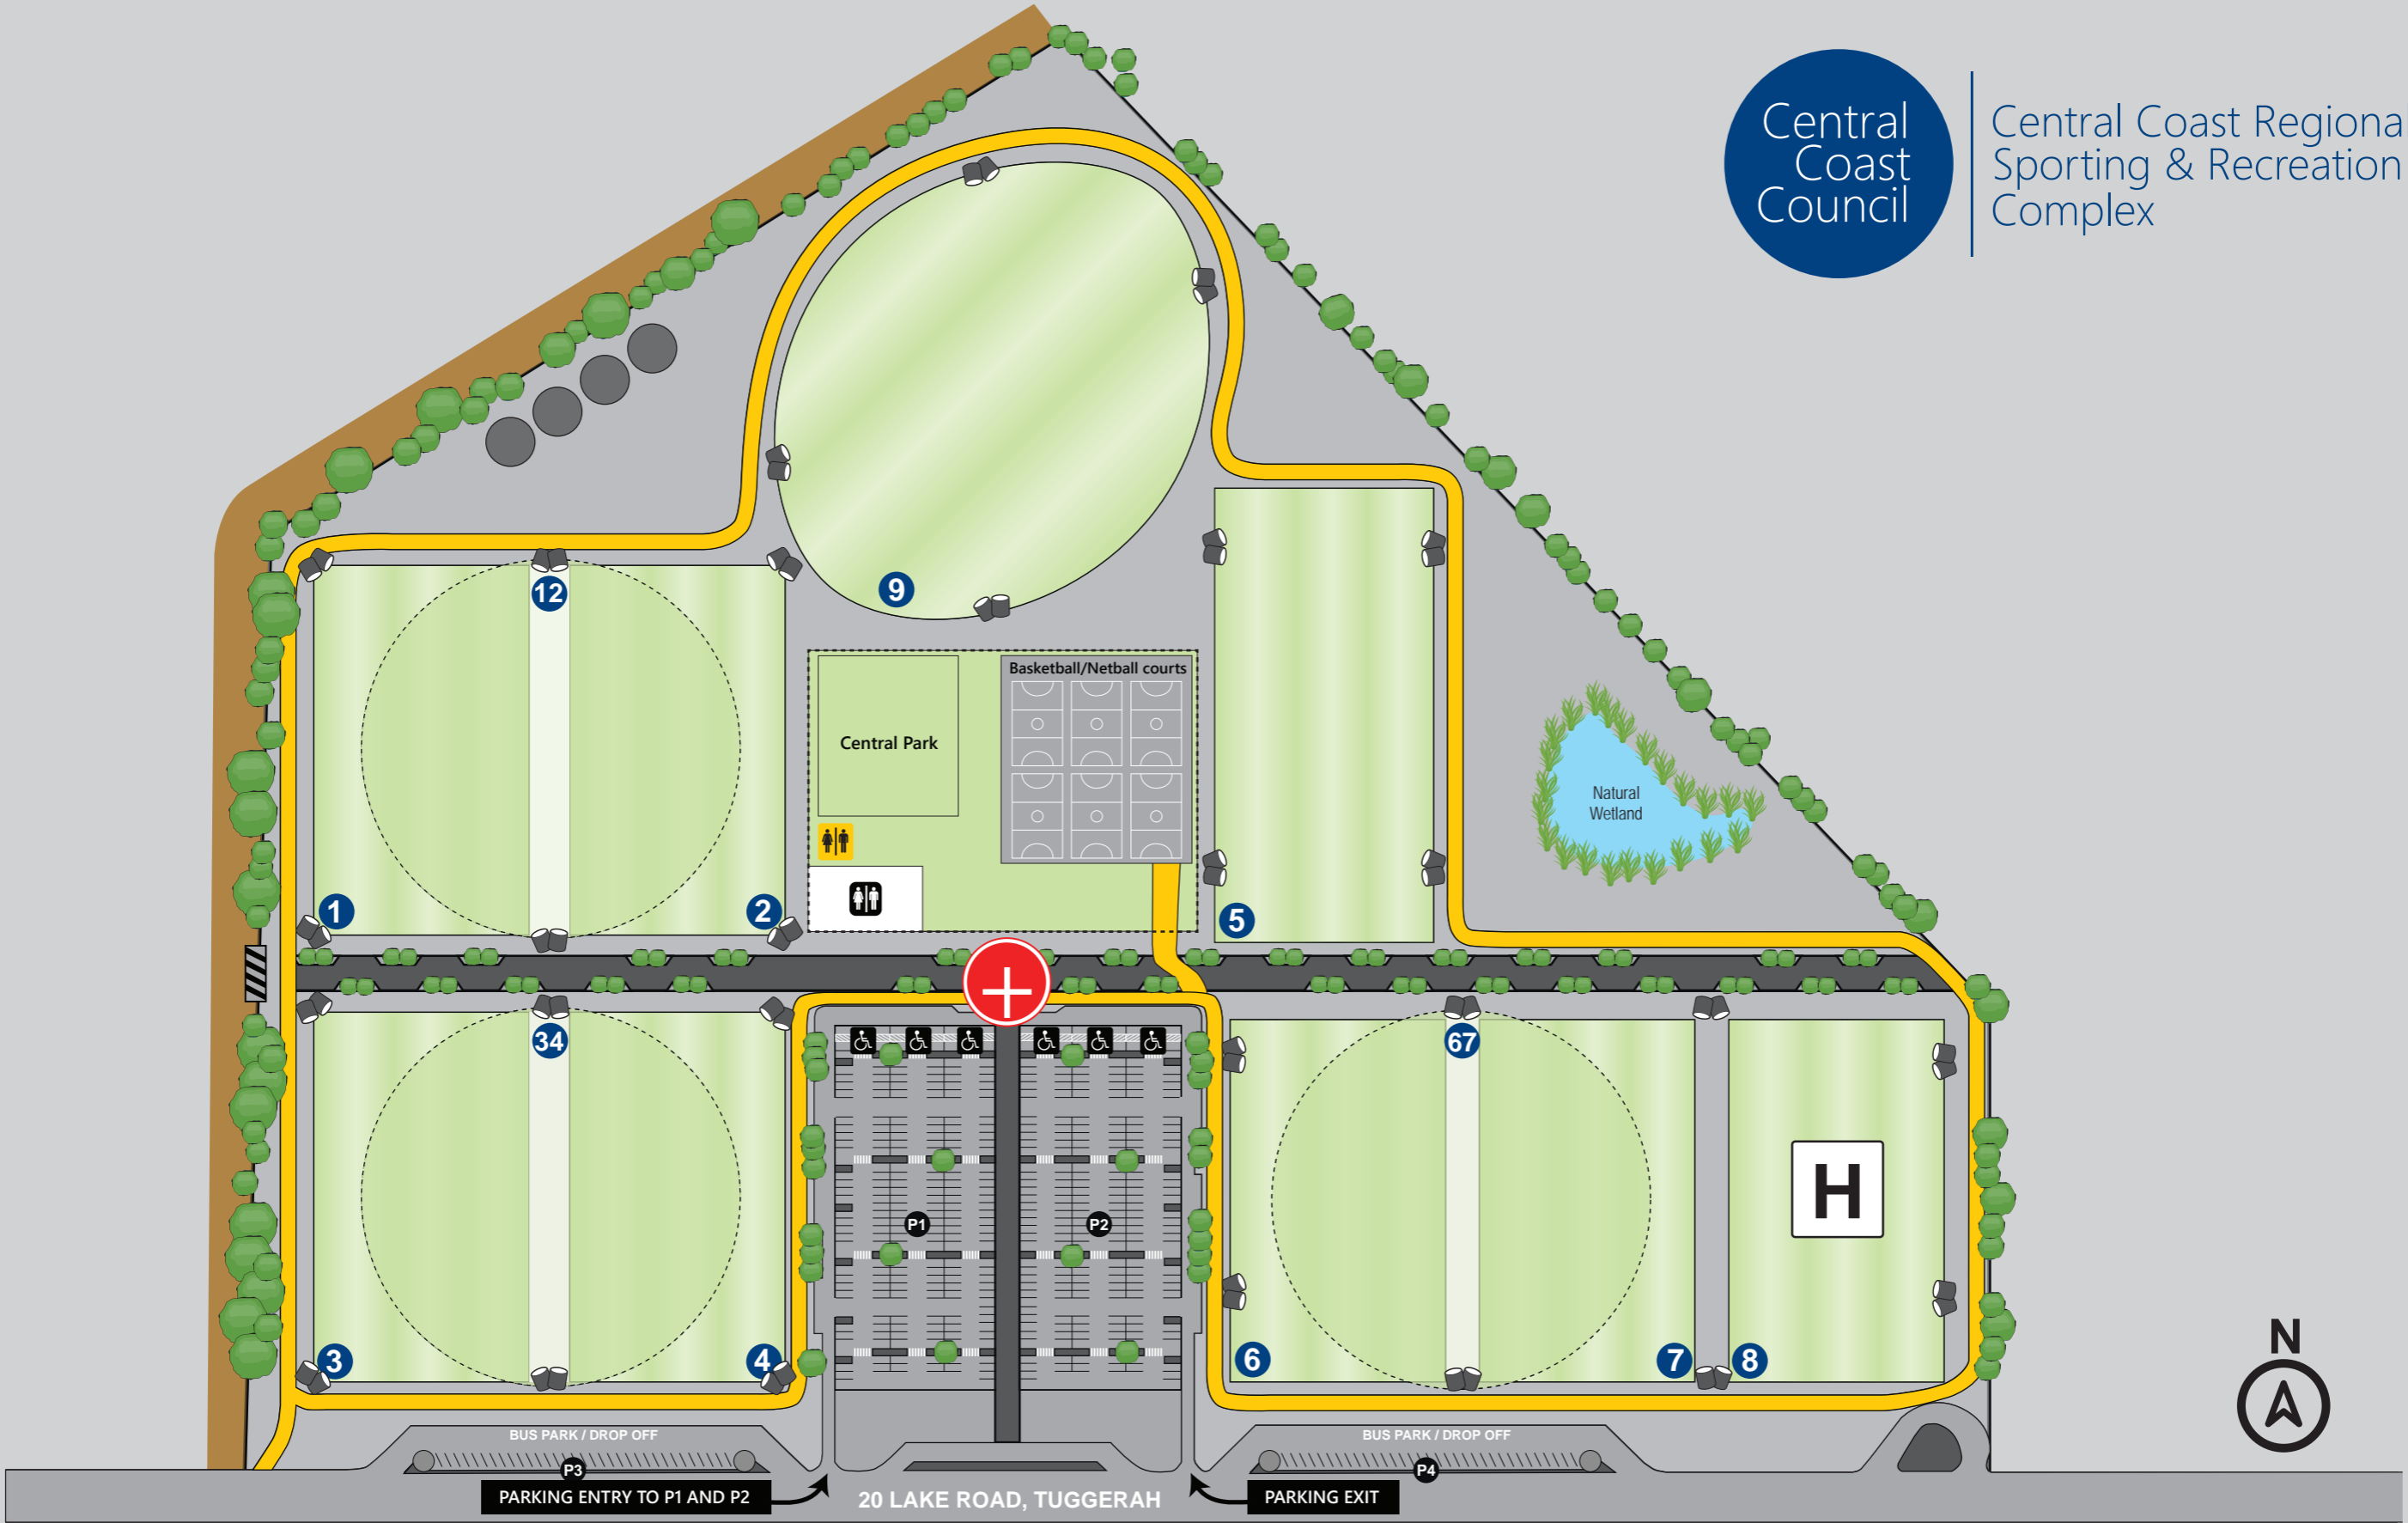 Central
Coast
Council
Central Coast Regiona
Sporting & Recreation
Complex
12
9
Basketball/Netball courts
Central Park
Natural
Wetland
1
2
5
34
67
H
P1
P2
3
4
6
7
8
N
BUS PARK / DROP OFF
BUS PARK / DROP OFF
P3
P4
PARKING ENTRY TO P1 AND P2
20 LAKE ROAD, TUGGERAH
PARKING EXIT